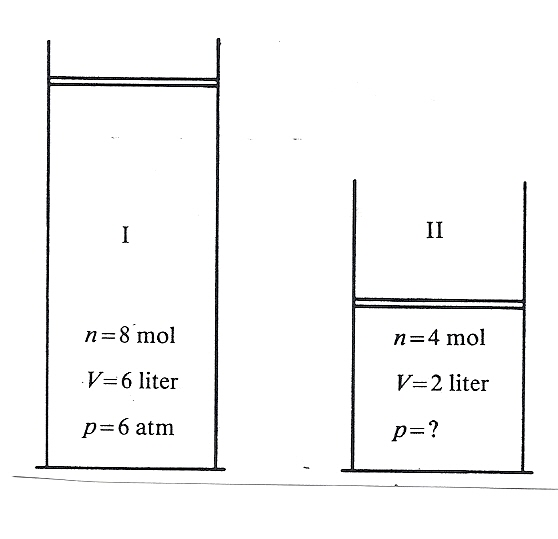 I
n=8 mol
V=6 liter
p=6 atm
II
n=4 mol
V=2 liter
p=?